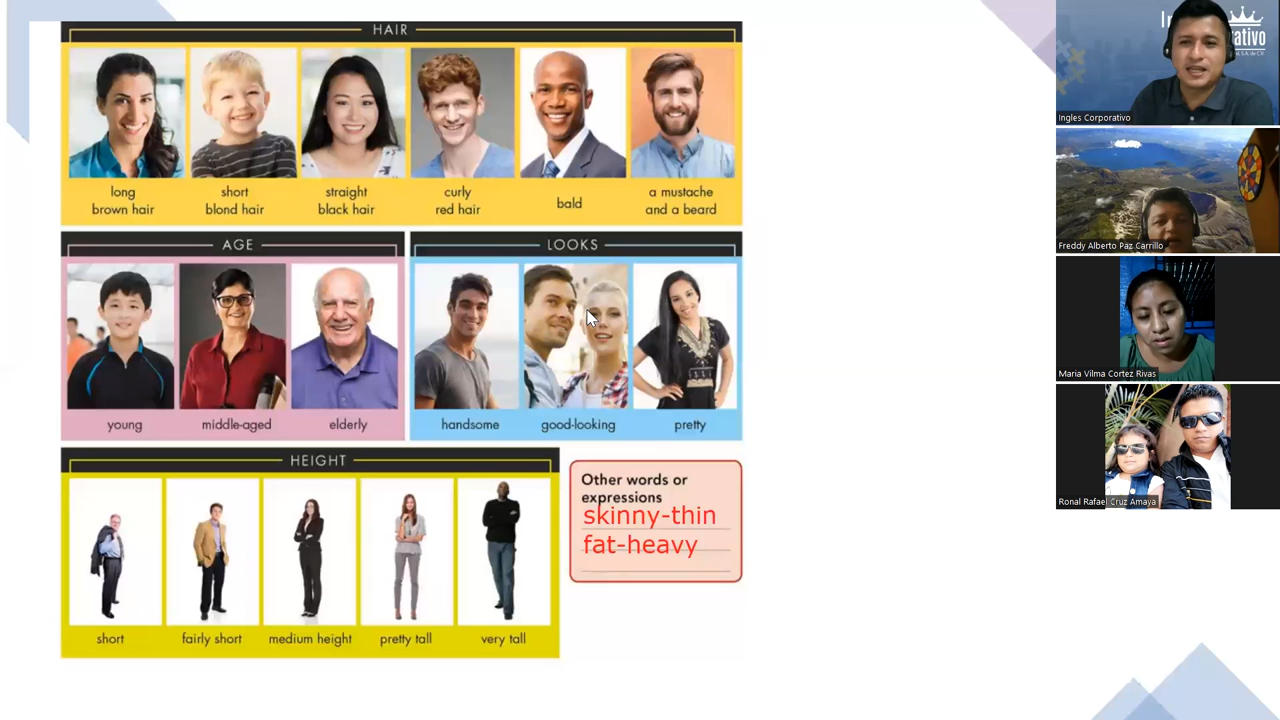 HAIR
long
brown hair
short
blond hair
straight
black hair
curly
red hair
bald
a mustache
and a beard
AGE
young
middle-aged
elderly
LOOKS
handsome
good-looking
pretty
HEIGHT
short
fairly short
medium height
pretty tall
very tall
Other words or
expressions
skinny-thin
fat-heavy
Ingles Corporativo
Freddy Alberto Paz Carrillo
Maria Vilma Cortez Rivas
Ronal Rafael Cruz Amaya